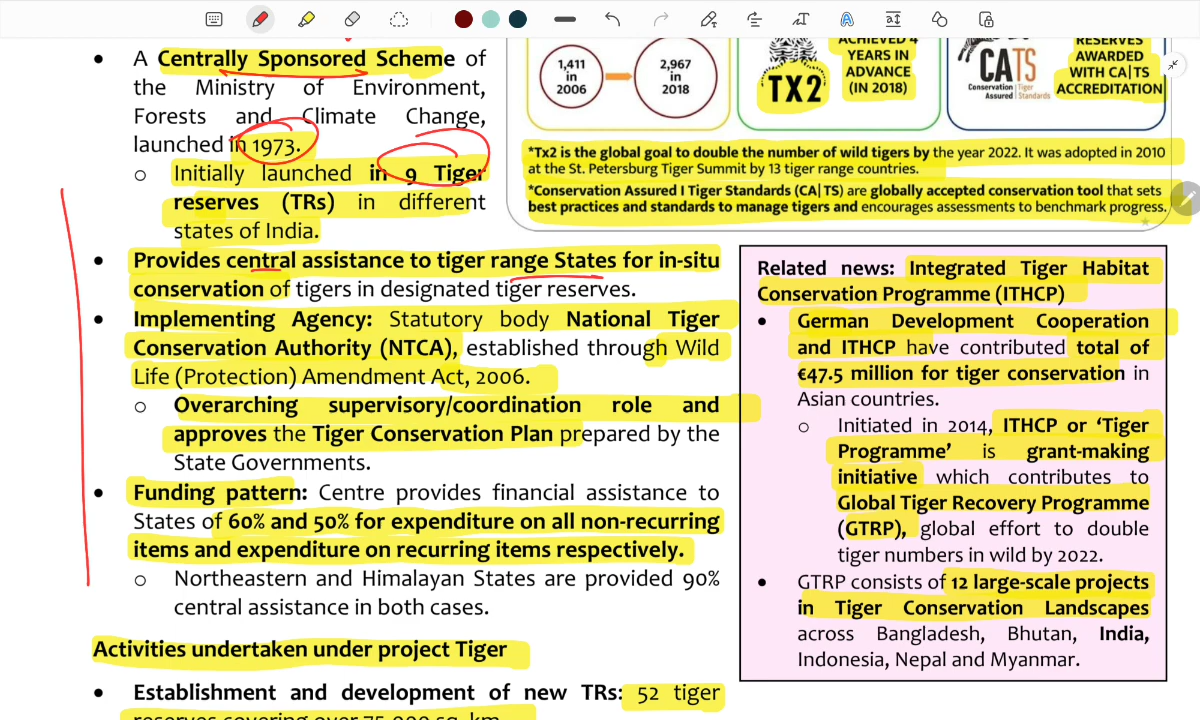 A Centrally Sponsored Scheme of
the Ministry of Environment,
Forests and Climate Change,
launched in 1973.
Initially launched in 9 Tiger
reserves (TRs) in different
states of India.
Provides central assistance to tiger range States for in-situ
conservation of tigers in designated tiger reserves.
Implementing Agency: Statutory body National Tiger
Conservation Authority (NTCA), established through Wild
Life (Protection) Amendment Act, 2006.
Overarching supervisory/coordination role and
approves the Tiger Conservation Plan prepared by the
State Governments.
Funding pattern: Centre provides financial assistance to
States of 60% and 50% for expenditure on all non-recurring
items and expenditure on recurring items respectively.
Northeastern and Himalayan States are provided 90%
central assistance in both cases.
Activities undertaken under project Tiger
Establishment and development of new TRs: 52 tiger
reserves covering over 75,000 sq. km.
1,411
in
2006
2,967
in
2018
TX2
ACHIEVED 4
YEARS IN
ADVANCE
(IN 2018)
CATS
Conservation Tiger
Assured Standards
RESERVES
AWARDED
WITH CA|TS
ACCREDITATION
*Tx2 is the global goal to double the number of wild tigers by the year 2022. It was adopted in 2010
at the St. Petersburg Tiger Summit by 13 tiger range countries.
*Conservation Assured I Tiger Standards (CA|TS) are globally accepted conservation tool that sets
best practices and standards to manage tigers and encourages assessments to benchmark progress.
Related news: Integrated Tiger Habitat
Conservation Programme (ITHCP)
German Development Cooperation
and ITHCP have contributed total of
€47.5 million for tiger conservation in
Asian countries.
Initiated in 2014, ITHCP or ‘Tiger
Programme’ is grant-making
initiative which contributes to
Global Tiger Recovery Programme
(GTRP), global effort to double
tiger numbers in wild by 2022.
GTRP consists of 12 large-scale projects
in Tiger Conservation Landscapes
across Bangladesh, Bhutan, India,
Indonesia, Nepal and Myanmar.